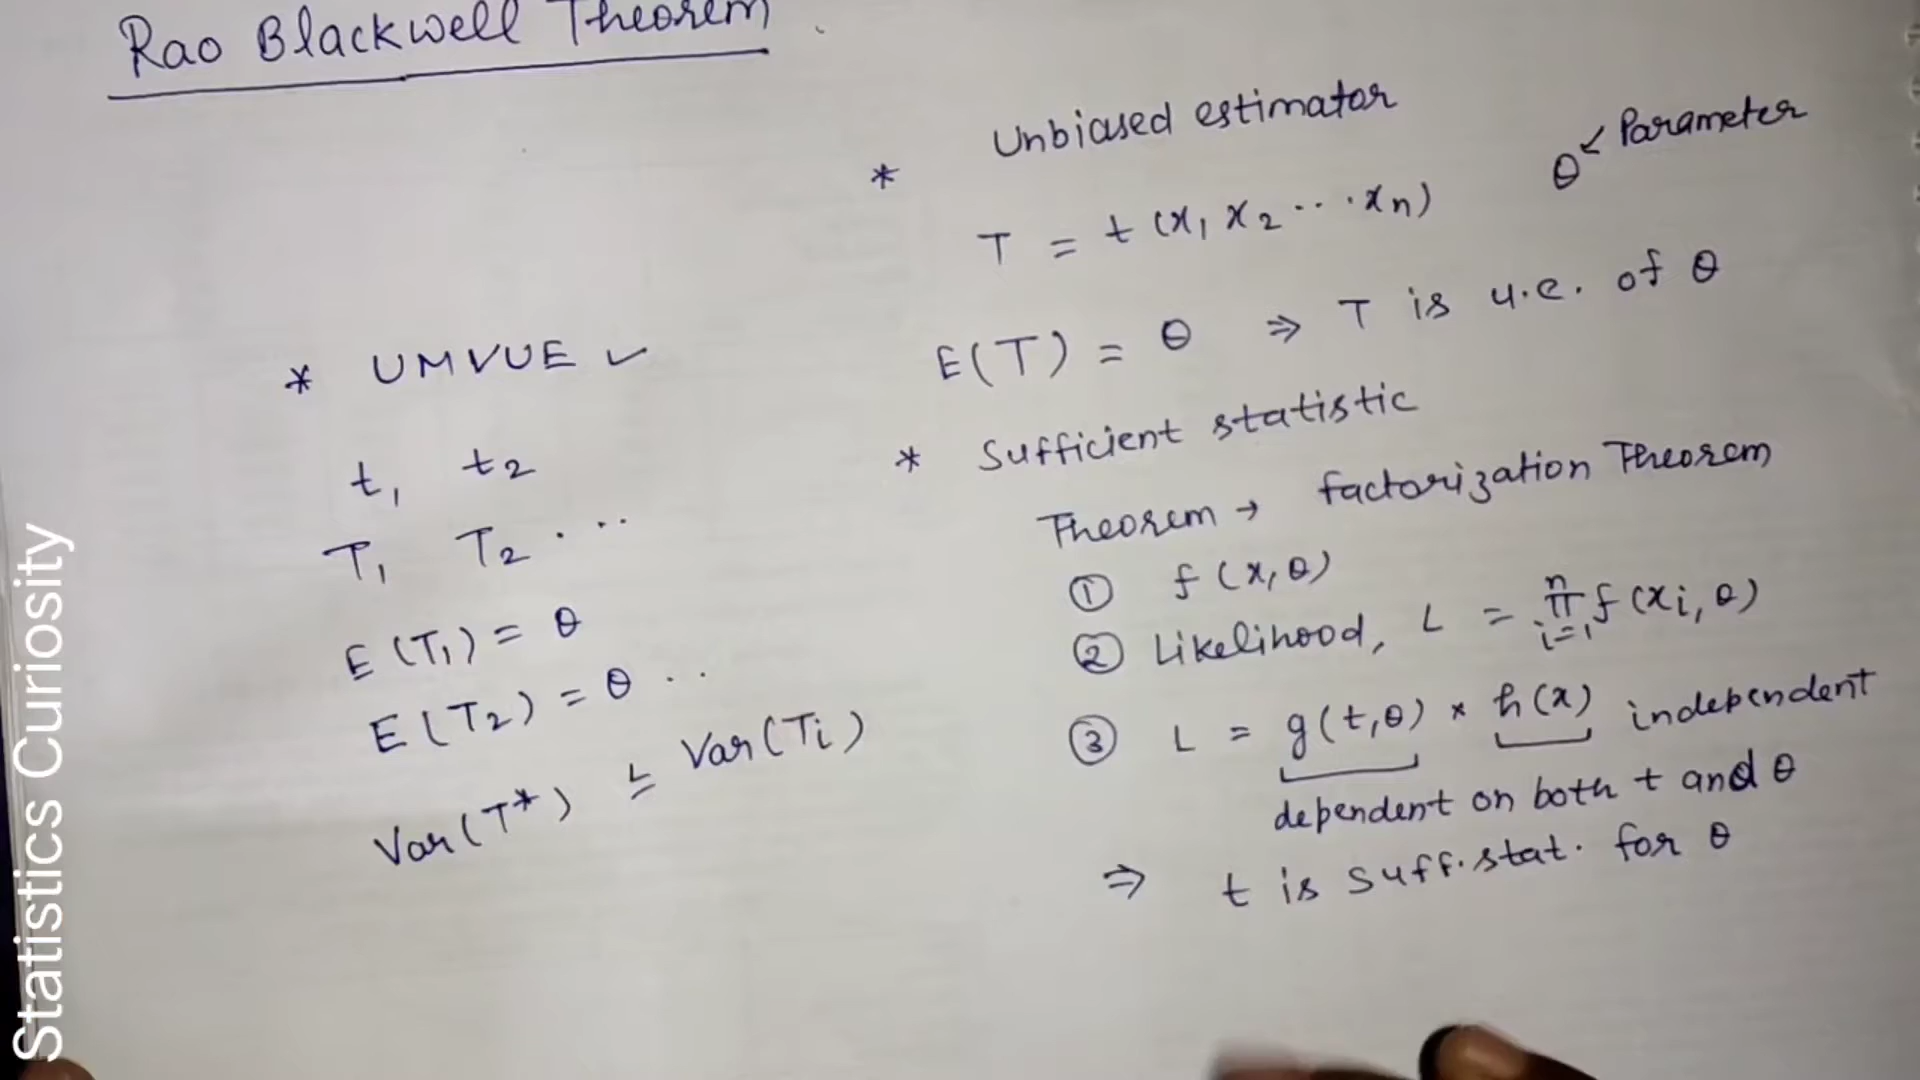 Rao Blackwell Theorem
* Unbiased estimator
θ ← Parameter
T = t (x1 x2 ... xn)
E(T) = θ ⇒ T is u.e. of θ
* Sufficient statistic
Theorem → factorization Theorem
① f (x, θ)
② Likelihood, L = n π i=1 f (xi, θ)
③ L = g(t,θ) * h(x) independent
dependent on both t and θ
⇒ t is suff. stat. for θ
* UMVUE ✓
t1 t2
T1 T2 ...
E (T1) = θ
E (T2) = θ ..
Var (T*) ≤ Var (Ti)
Statistics Curiosity